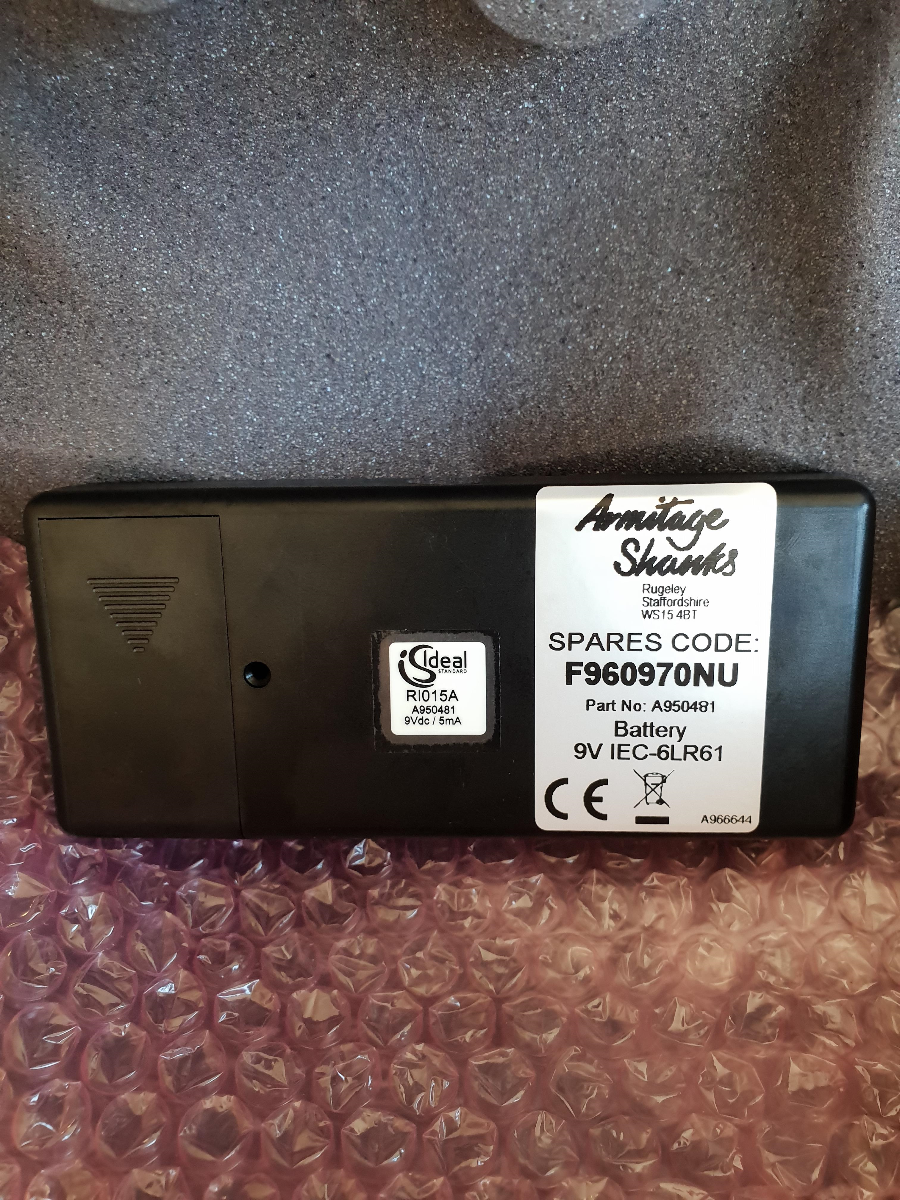 Armitage
Shanks
Rugeley
Staffordshire
WS15 4BT
SPARES CODE:
F960970NU
Part No: A950481
Battery
9V IEC-6LR61
CE
A966644
iS Ideal
STANDARD
RI015A
A950481
9Vdc / 5mA